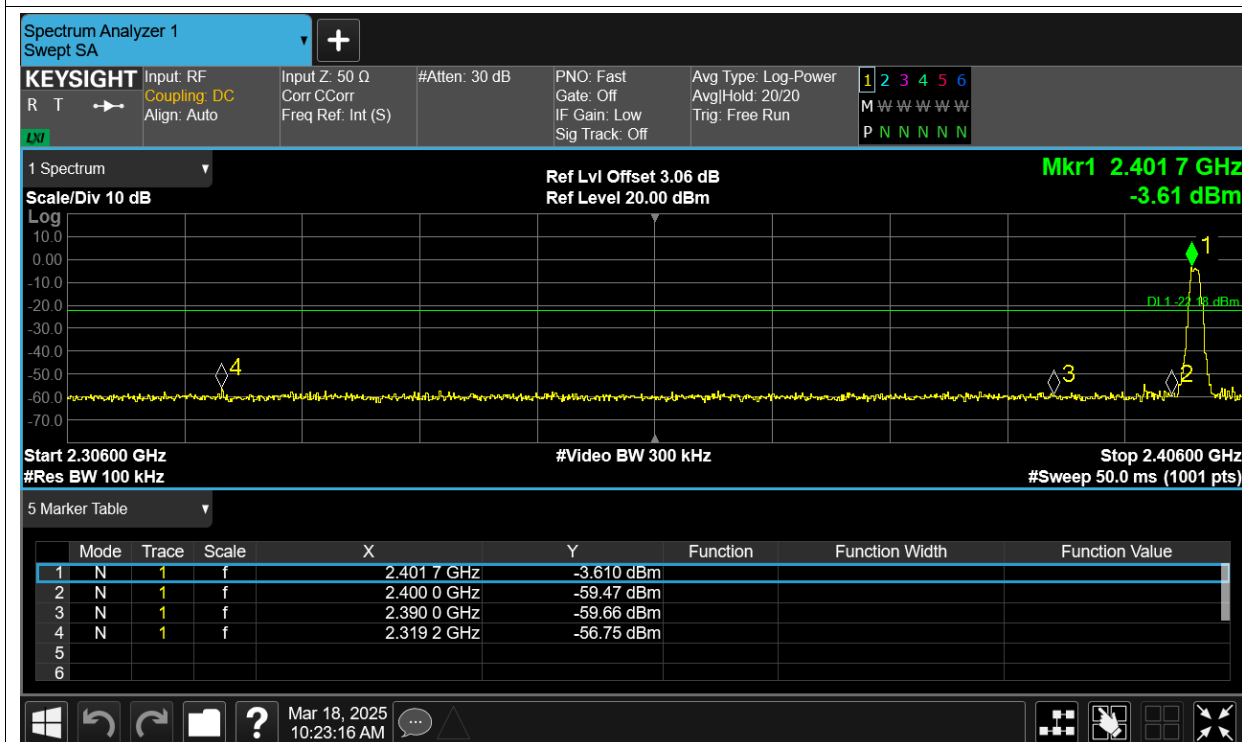 Spectrum Analyzer 1
Swept SA
+
KEYSIGHT Input: RF Input Z: 50 Ω #Atten: 30 dB PNO: Fast Avg Type: Log-Power 1 2 3 4 5 6
R T Coupling: DC Corr CCorr Gate: Off Avg|Hold: 20/20 M W W W W W
Align: Auto Freq Ref: Int (S) IF Gain: Low Trig: Free Run
LXI Sig Track: Off P N N N N N
1 Spectrum Ref Lvl Offset 3.06 dB Mkr1 2.401 7 GHz
Scale/Div 10 dB Ref Level 20.00 dBm -3.61 dBm
Log
10.0 1
0.00
-10.0
-20.0 DL1 -22.18 dBm
-30.0
-40.0
-50.0 4 3 2
-60.0
-70.0
Start 2.30600 GHz #Video BW 300 kHz Stop 2.40600 GHz
#Res BW 100 kHz #Sweep 50.0 ms (1001 pts)
5 Marker Table
Mode Trace Scale X Y Function Function Width Function Value
1 N 1 f 2.401 7 GHz -3.610 dBm
2 N 1 f 2.400 0 GHz -59.47 dBm
3 N 1 f 2.390 0 GHz -59.66 dBm
4 N 1 f 2.319 2 GHz -56.75 dBm
5
6
? Mar 18, 2025
10:23:16 AM